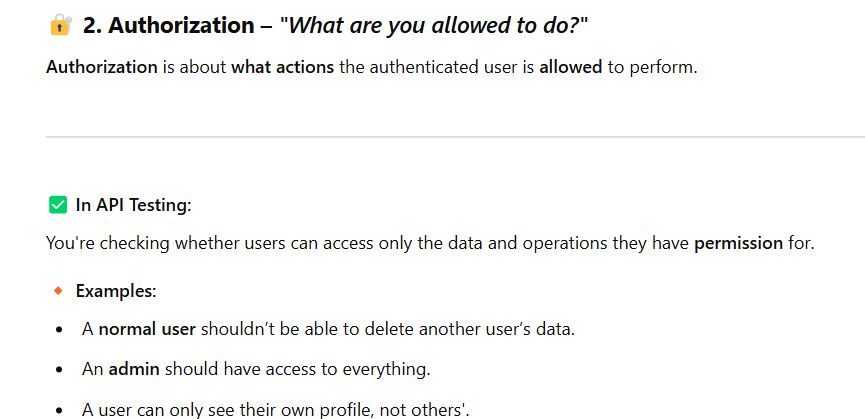 🔐 2. Authorization – "What are you allowed to do?"
Authorization is about what actions the authenticated user is allowed to perform.
✅ In API Testing:
You're checking whether users can access only the data and operations they have permission for.
🔸 Examples:
• A normal user shouldn’t be able to delete another user’s data.
• An admin should have access to everything.
• A user can only see their own profile, not others'.